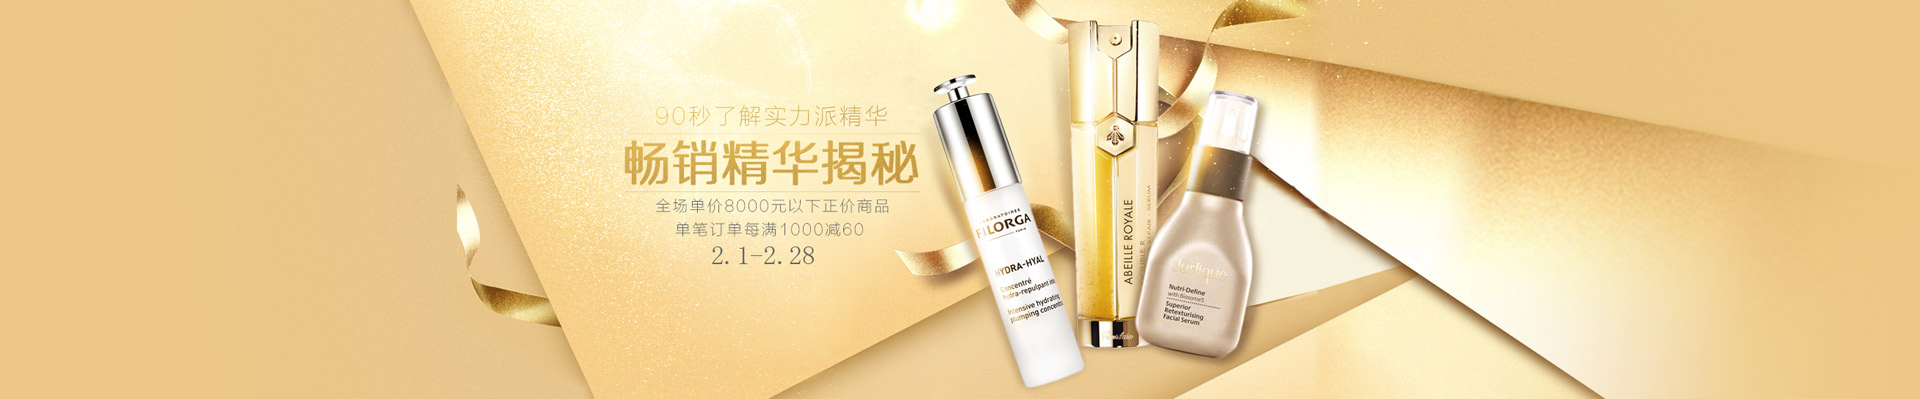 90秒了解实力派精华
畅销精华揭秘
全场单价8000元以下正价商品
单笔订单每满1000减60
2.1-2.28
LABORATOIRES
FILORGA
PARIS
HYDRA-HYAL
Concentré
hydra-repulpant
Intensive hydrating
plumping
ABEILLE ROYALE
SERUM
Jurlique
Nutri-Define
with Biosome5
Superior
Retexturising
Facial Serum